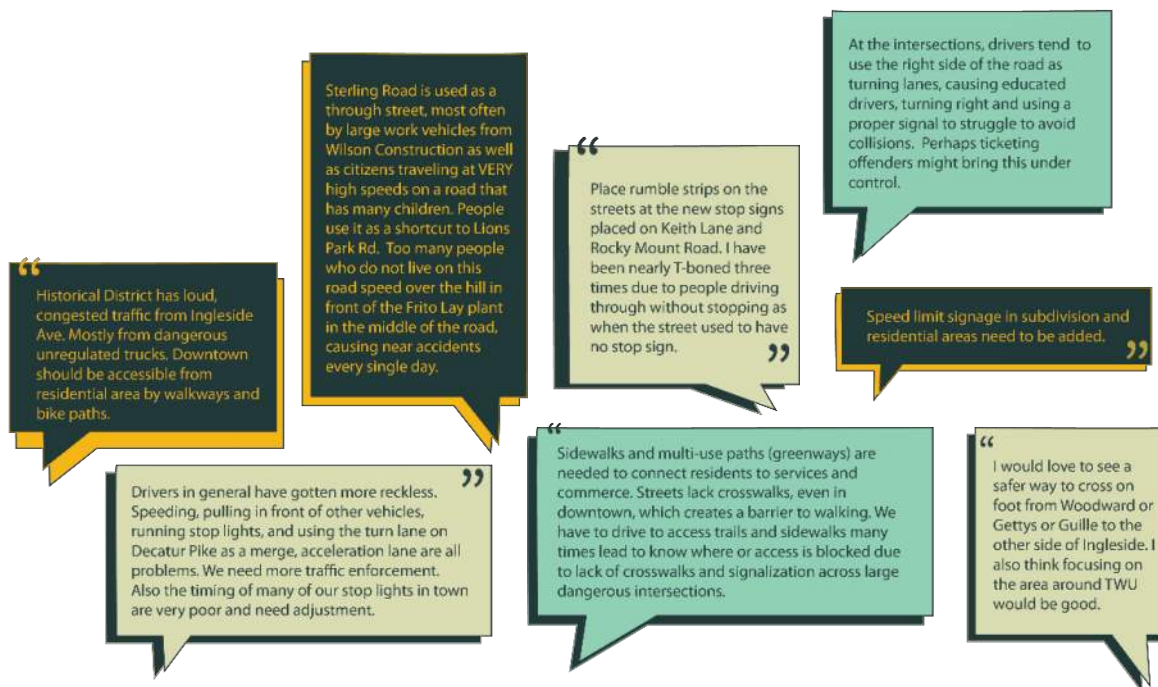 “
Historical District has loud,
congested traffic from Ingleside
Ave. Mostly from dangerous
unregulated trucks. Downtown
should be accessible from
residential area by walkways and
bike paths.
Sterling Road is used as a
through street, most often
by large work vehicles from
Wilson Construction as well
as citizens traveling at VERY
high speeds on a road that
has many children. People
use it as a shortcut to Lions
Park Rd. Too many people
who do not live on this
road speed over the hill in
front of the Frito Lay plant
in the middle of the road,
causing near accidents
every single day.
“
Place rumble strips on the
streets at the new stop signs
placed on Keith Lane and
Rocky Mount Road. I have
been nearly T-boned three
times due to people driving
through without stopping as
when the street used to have
no stop sign.
”
At the intersections, drivers tend to
use the right side of the road as
turning lanes, causing educated
drivers, turning right and using a
proper signal to struggle to avoid
collisions. Perhaps ticketing
offenders might bring this under
control.
Speed limit signage in subdivision and
residential areas need to be added.
”
Drivers in general have gotten more reckless.
Speeding, pulling in front of other vehicles,
running stop lights, and using the turn lane on
Decatur Pike as a merge, acceleration lane are all
problems. We need more traffic enforcement.
Also the timing of many of our stop lights in town
are very poor and need adjustment.
”
“
Sidewalks and multi-use paths (greenways) are
needed to connect residents to services and
commerce. Streets lack crosswalks, even in
downtown, which creates a barrier to walking. We
have to drive to access trails and sidewalks many
times lead to know where or access is blocked due
to lack of crosswalks and signalization across large
dangerous intersections.
“
I would love to see a
safer way to cross on
foot from Woodward or
Gettys or Guille to the
other side of Ingleside. I
also think focusing on
the area around TWU
would be good.